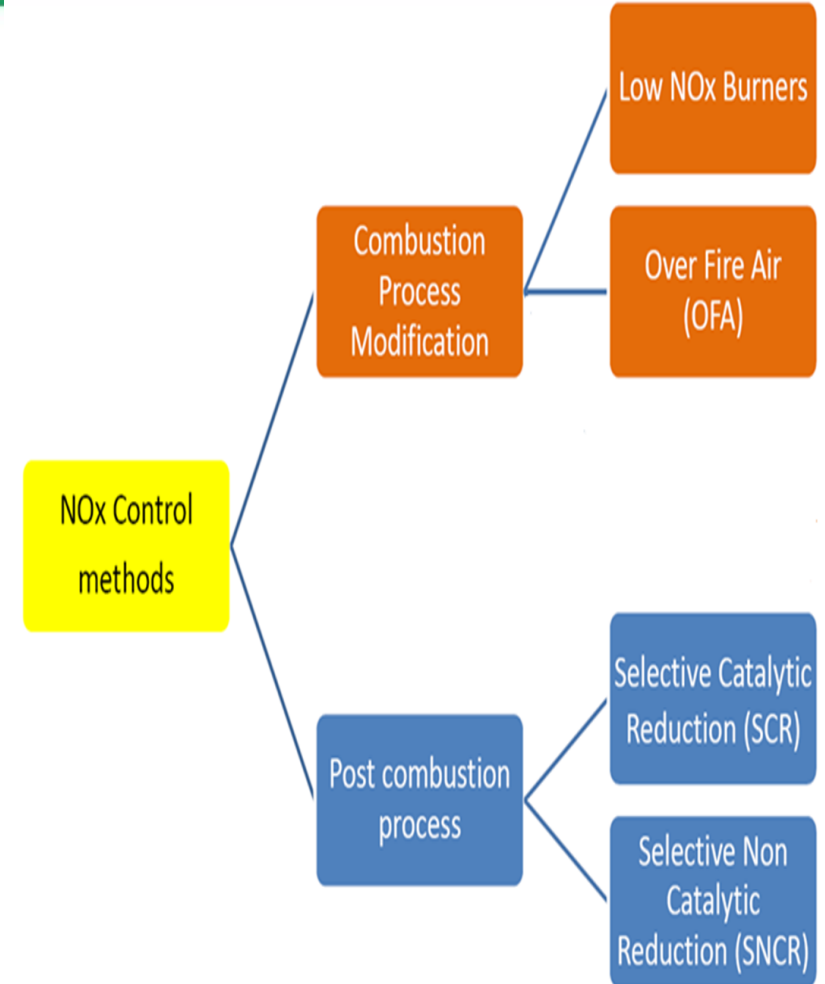 Low NOx Burners
Combustion
Process
Modification
Over Fire Air
(OFA)
NOx Control
methods
Post combustion
process
Selective Catalytic
Reduction (SCR)
Selective Non
Catalytic
Reduction (SNCR)